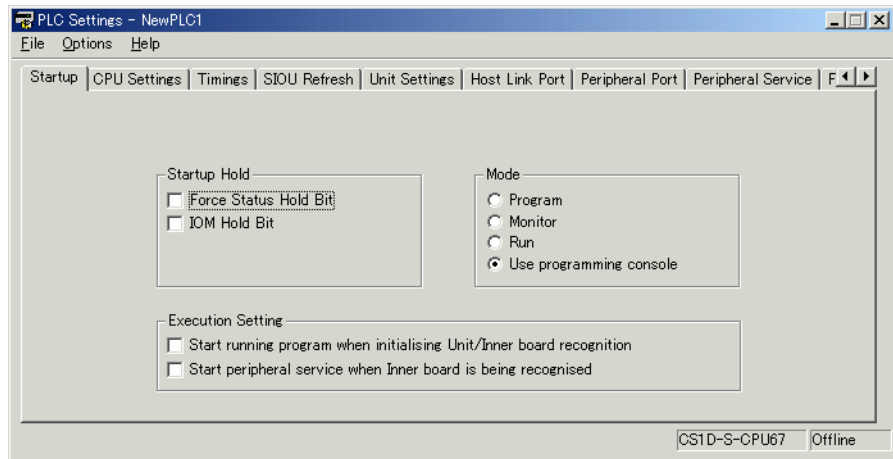 PLC Settings - NewPLC1
File Options Help
Startup CPU Settings Timings SIOU Refresh Unit Settings Host Link Port Peripheral Port Peripheral Service F
Startup Hold
Force Status Hold Bit
IOM Hold Bit
Mode
Program
Monitor
Run
Use programming console
Execution Setting
Start running program when initialising Unit/Inner board recognition
Start peripheral service when Inner board is being recognised
CS1D-S-CPU67 Offline